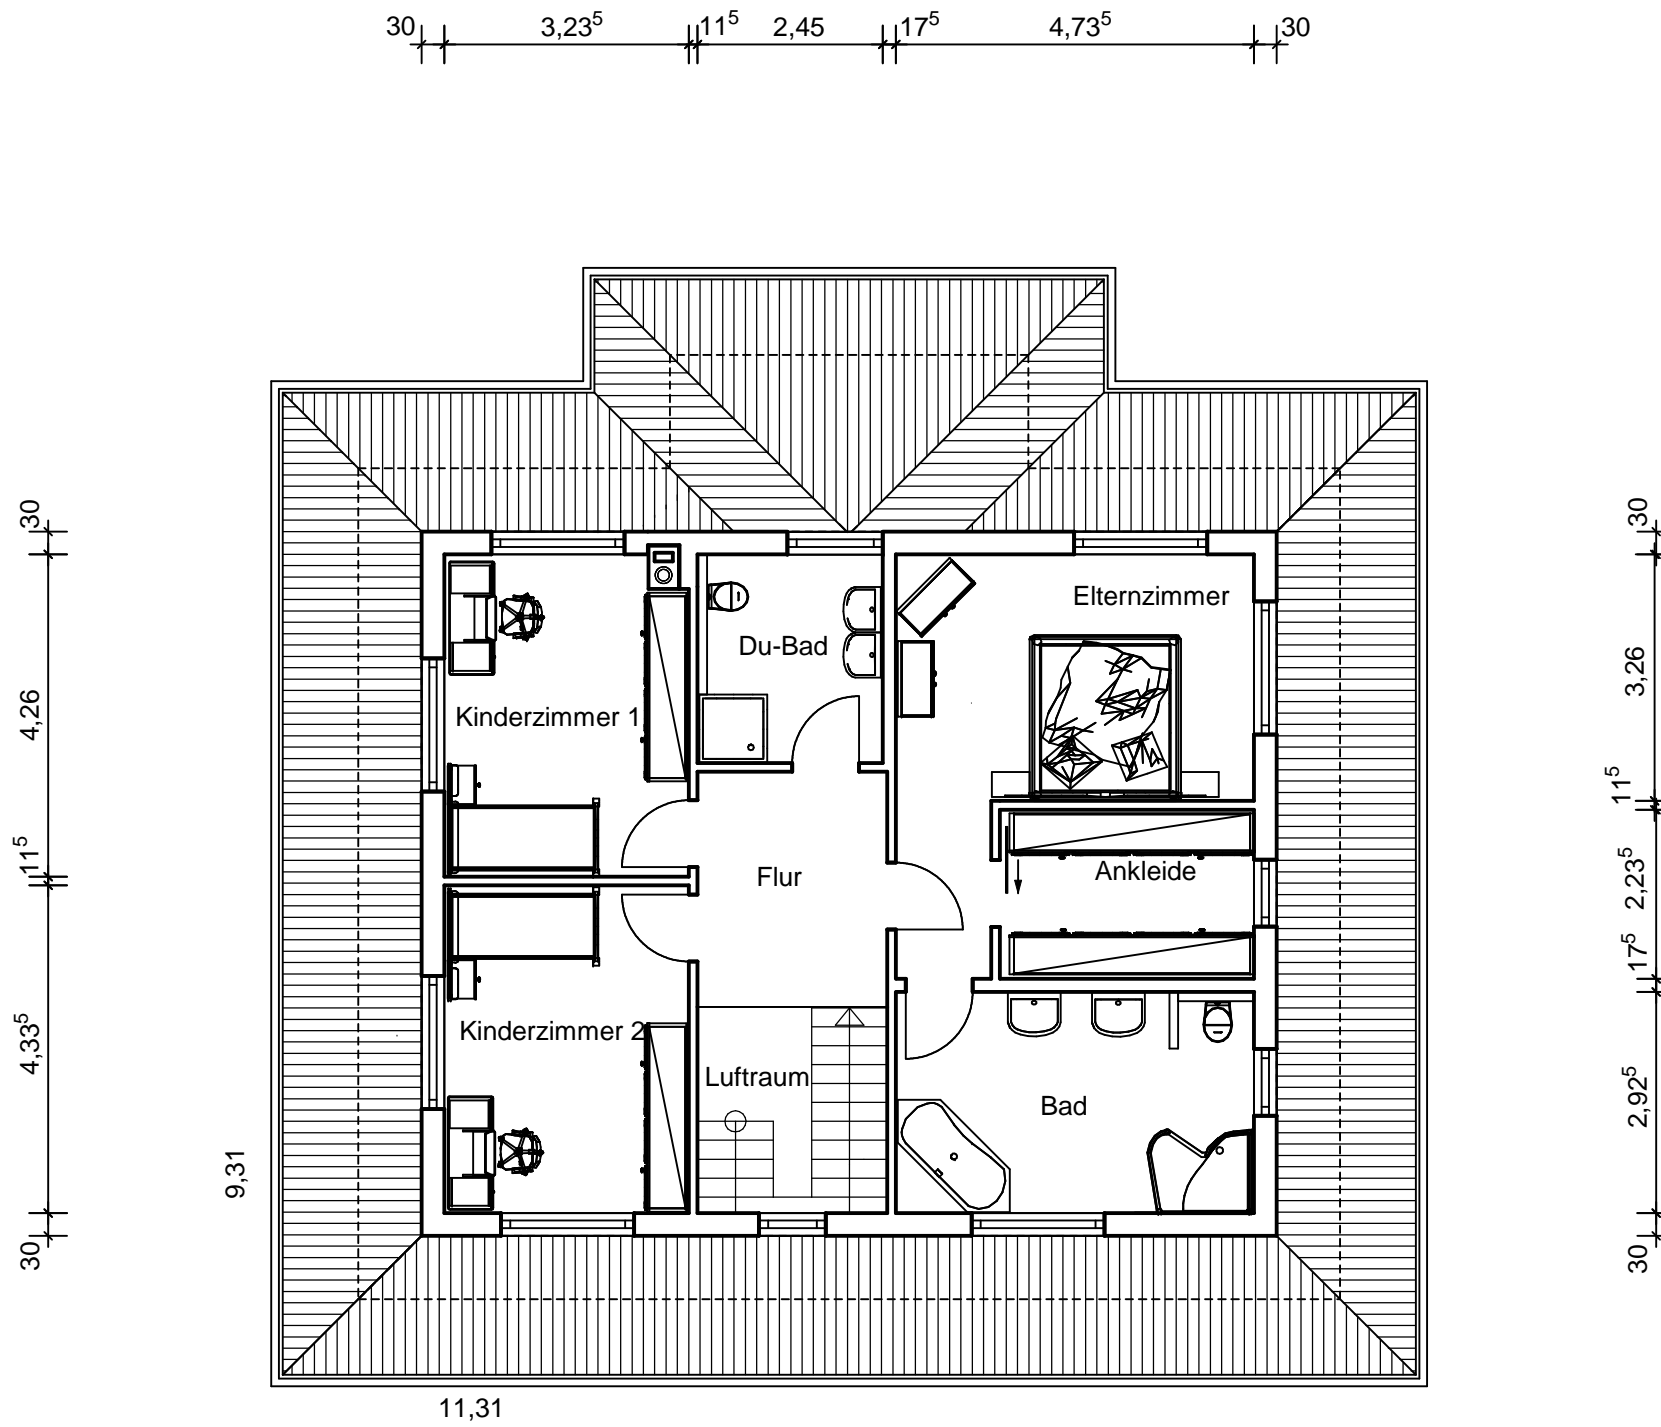 30 3,23⁵ 11⁵ 2,45 17⁵ 4,73⁵ 30
30
4,26
11⁵
4,33⁵
30
9,31
Elternzimmer
Du-Bad
Kinderzimmer 1
Flur
Ankleide
Kinderzimmer 2
Luftraum
Bad
30
3,26
11⁵
2,23⁵
17⁵
2,92⁵
30
11,31